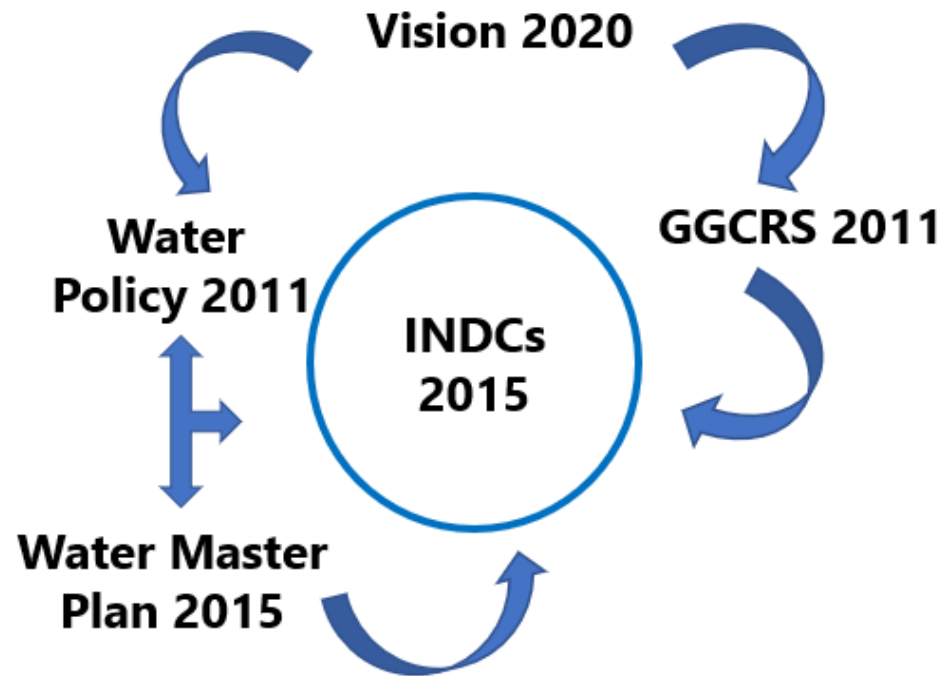 Vision 2020
Water
Policy 2011
GGCRS 2011
INDCs
2015
Water Master
Plan 2015